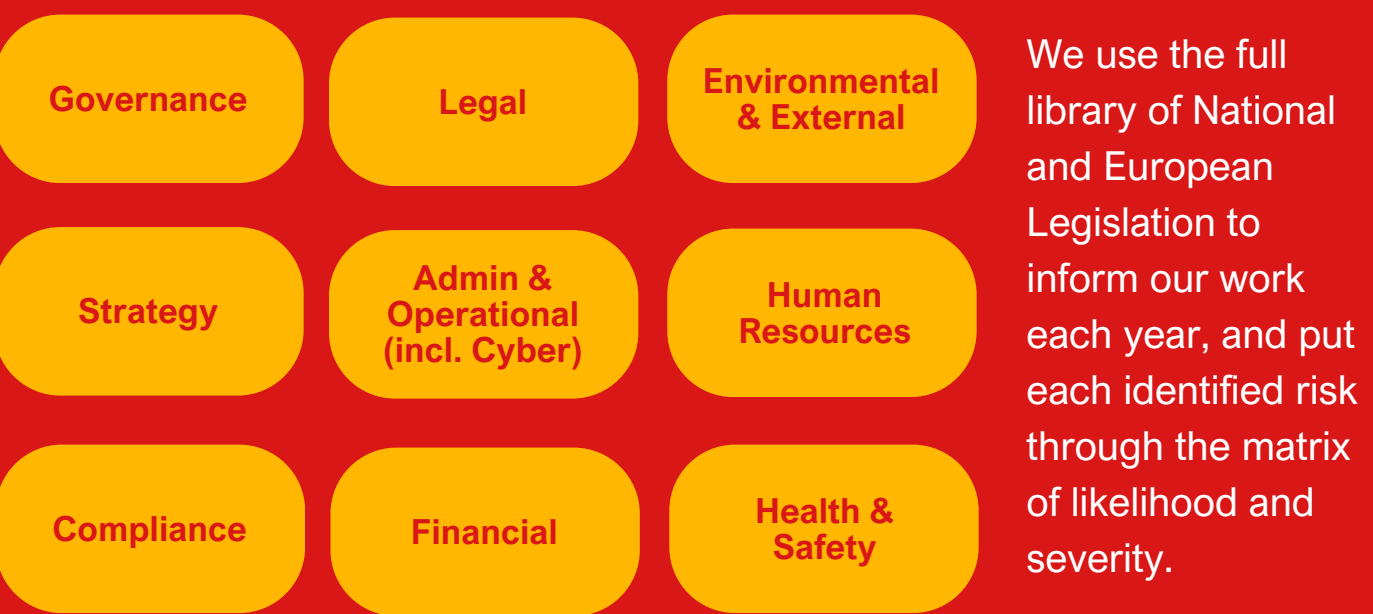 Governance
Legal
Environmental
& External
Strategy
Admin &
Operational
(incl. Cyber)
Human
Resources
Compliance
Financial
Health &
Safety
We use the full
library of National
and European
Legislation to
inform our work
each year, and put
each identified risk
through the matrix
of likelihood and
severity.